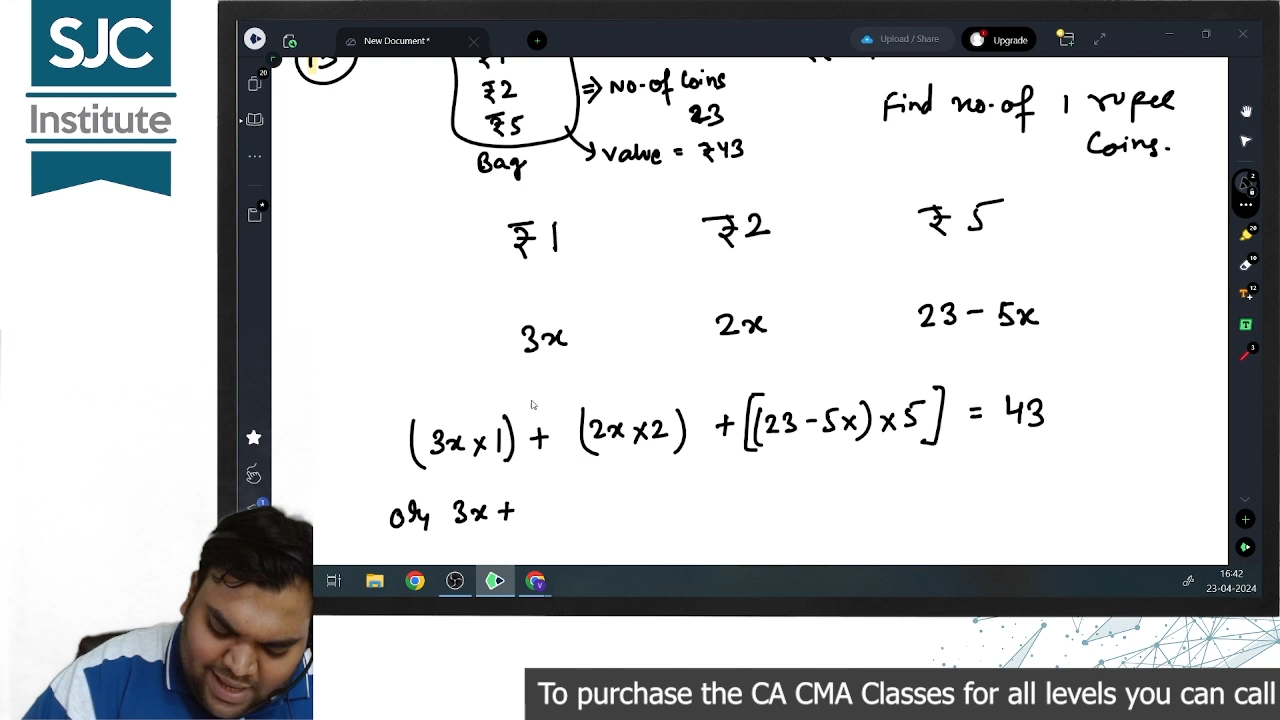 SJC
Institute
New Document*
Upload / Share
Upgrade
₹2
₹5
Bag
⇒ No. of Coins
23
Value = ₹43
Find no. of 1 rupee
Coins.
₹1 ₹2 ₹5
3x 2x 23 - 5x
(3x × 1) + (2x × 2) + [(23 - 5x) × 5] = 43
or, 3x +
16:42
23-04-2024
To purchase the CA CMA Classes for all levels you can call